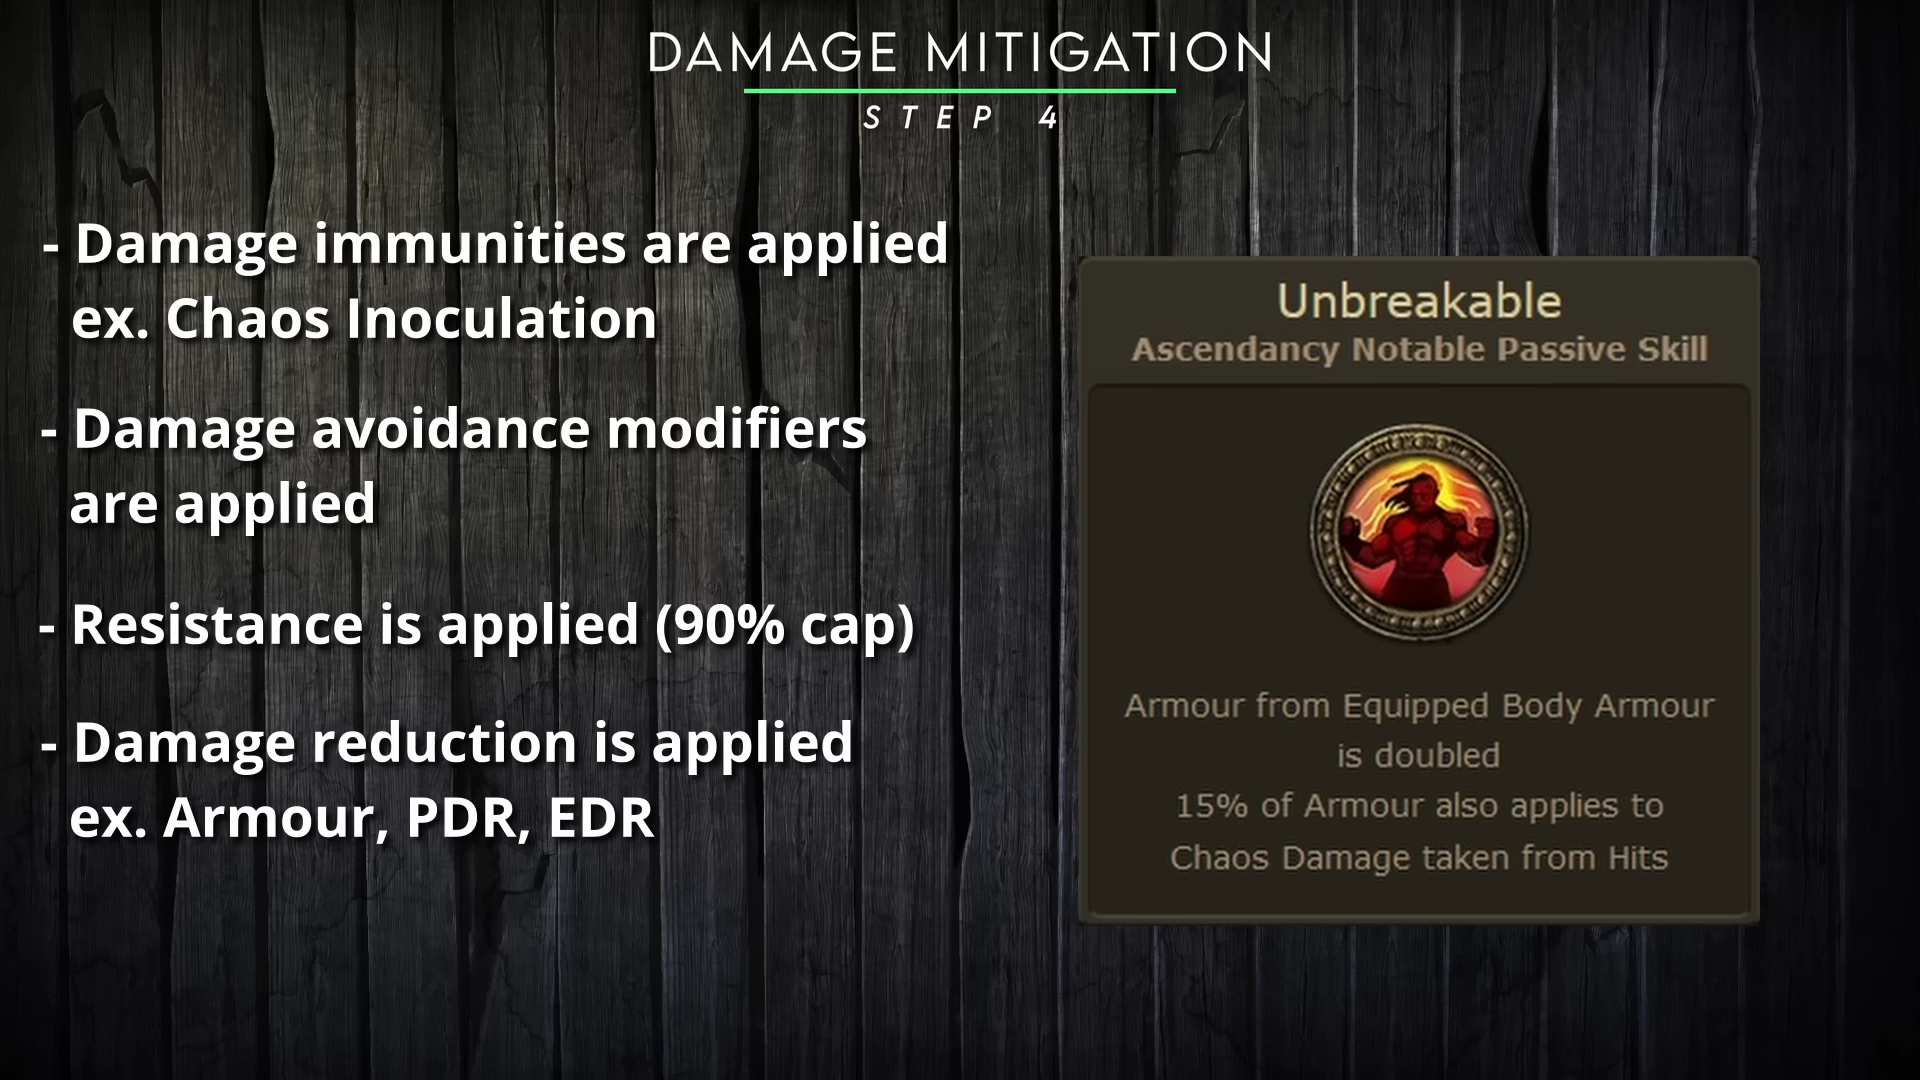 DAMAGE MITIGATION
STEP 4
- Damage immunities are applied
ex. Chaos Inoculation
- Damage avoidance modifiers
are applied
- Resistance is applied (90% cap)
- Damage reduction is applied
ex. Armour, PDR, EDR
Unbreakable
Ascendancy Notable Passive Skill
Armour from Equipped Body Armour
is doubled
15% of Armour also applies to
Chaos Damage taken from Hits